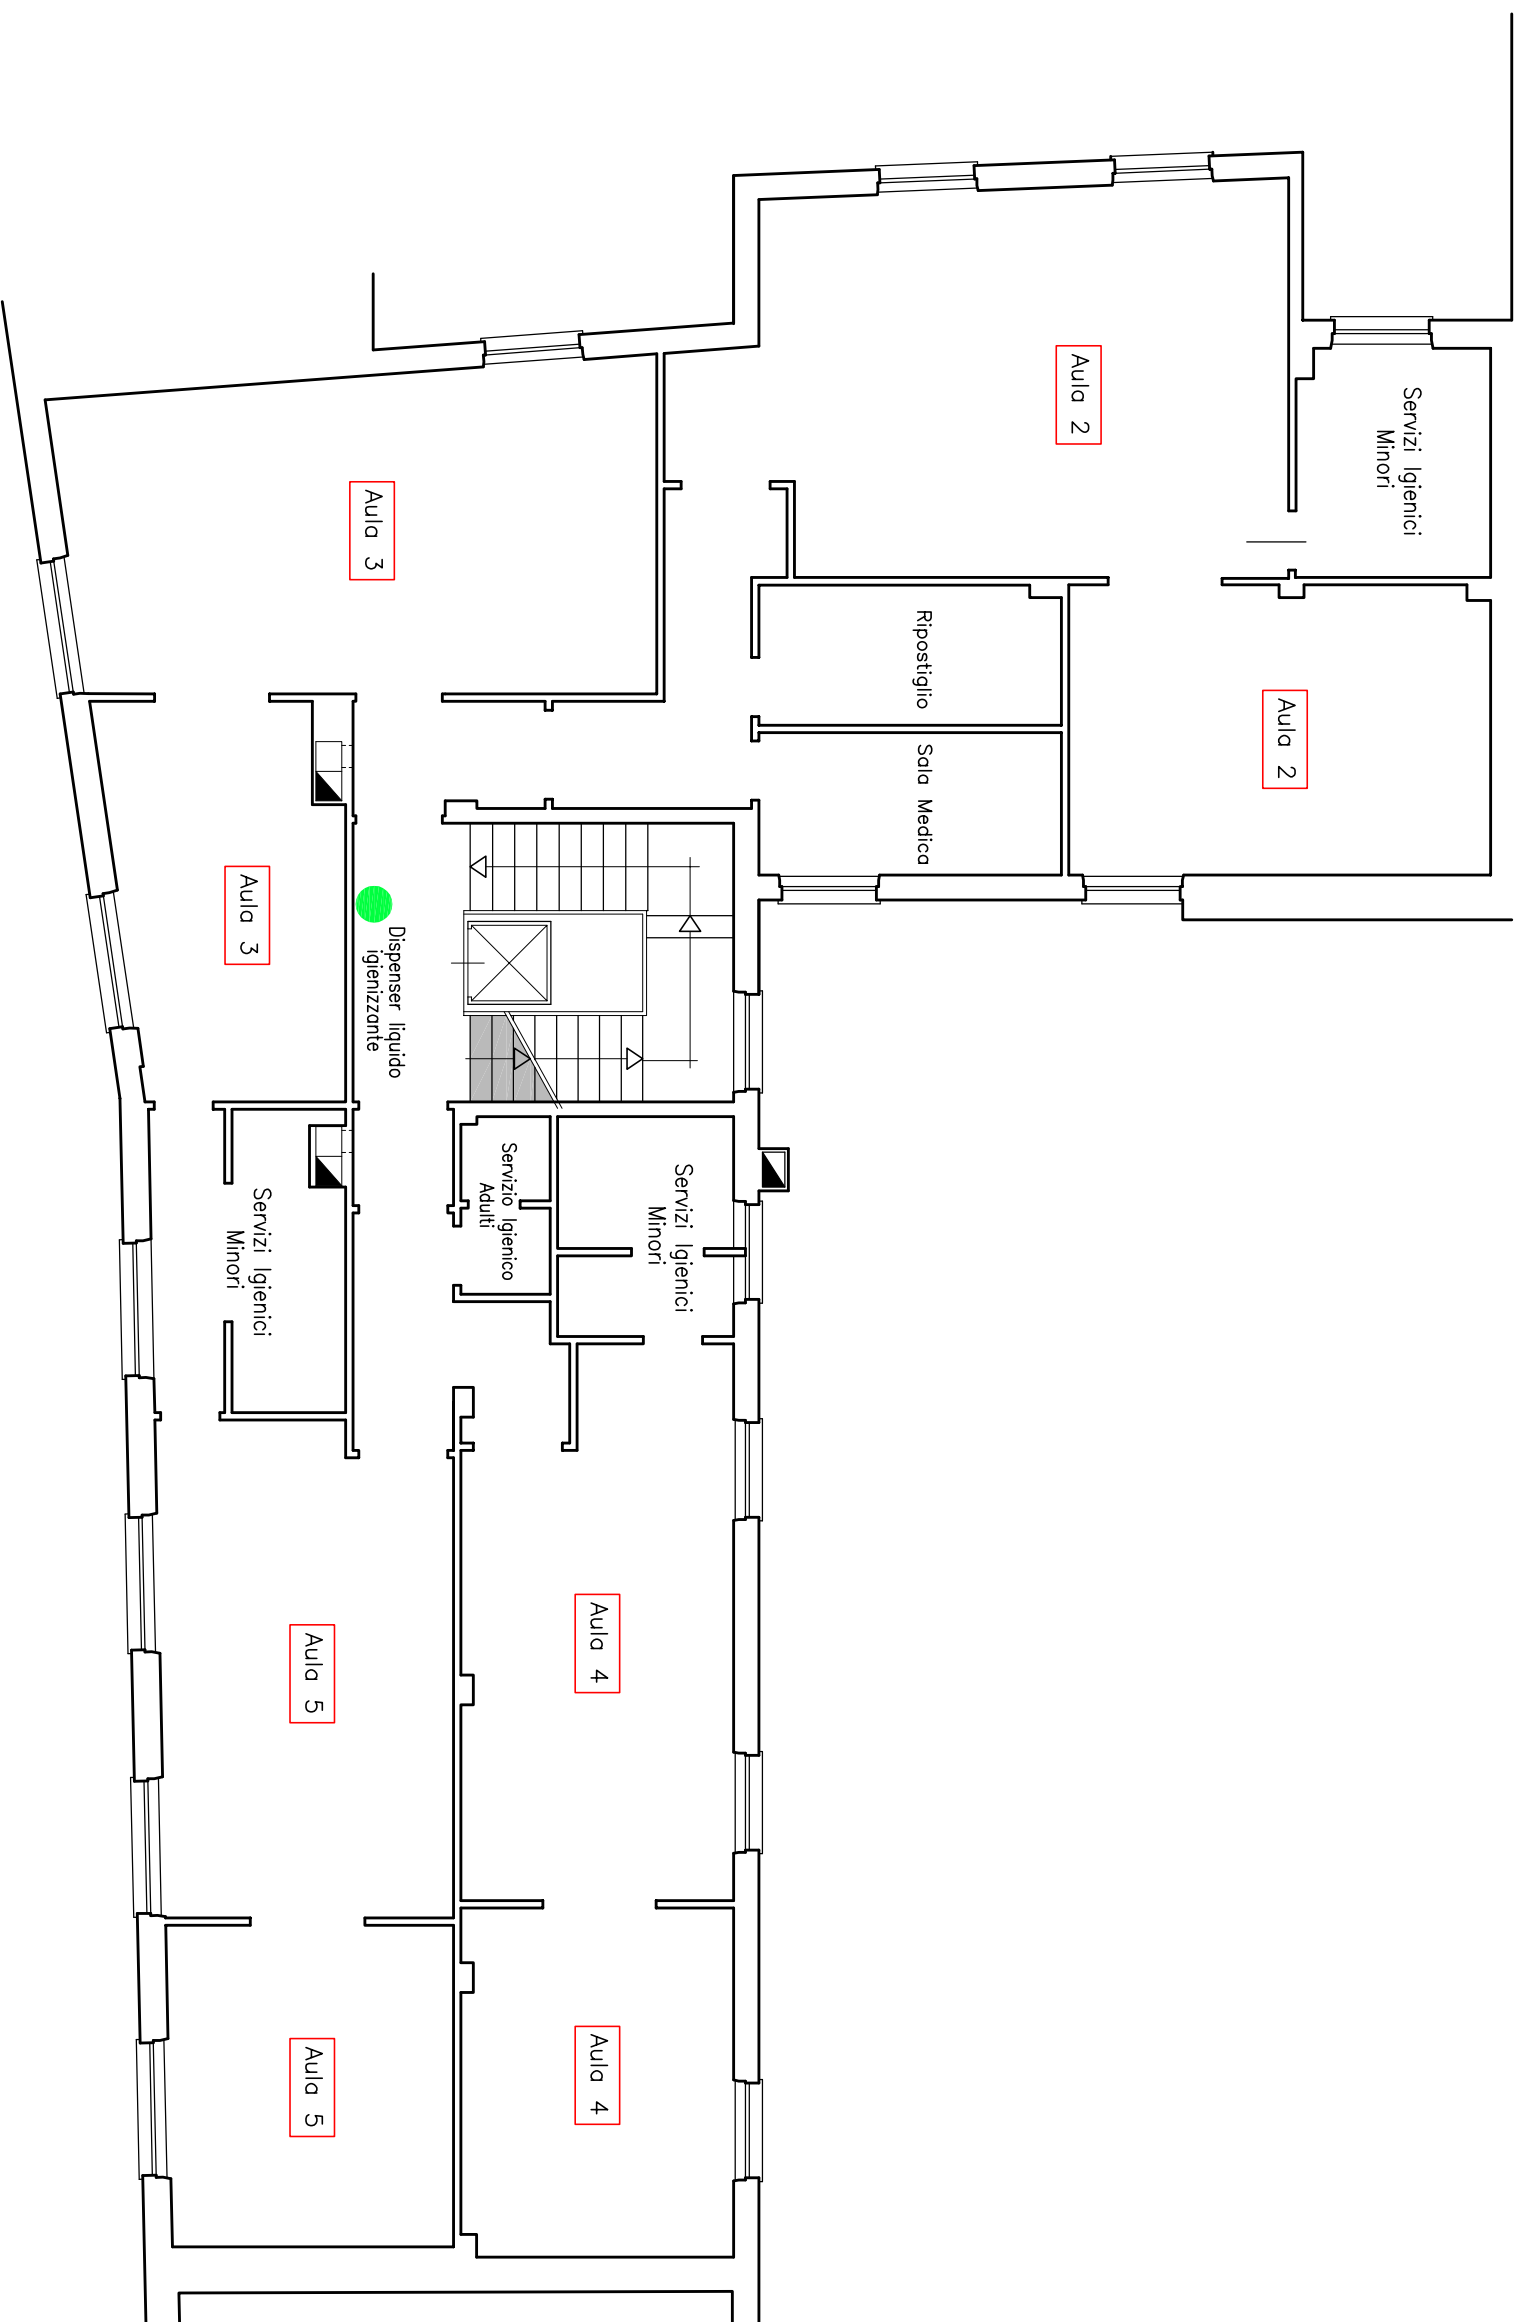 Servizi Igienici
Minori
Aula 2
Aula 3
Ripostiglio
Aula 2
Sala Medica
Aula 3
Dispenser liquido
igienizzante
Servizio Igienico
Adulti
Servizi Igienici
Minori
Servizi Igienici
Minori
Aula 4
Aula 5
Aula 4
Aula 5